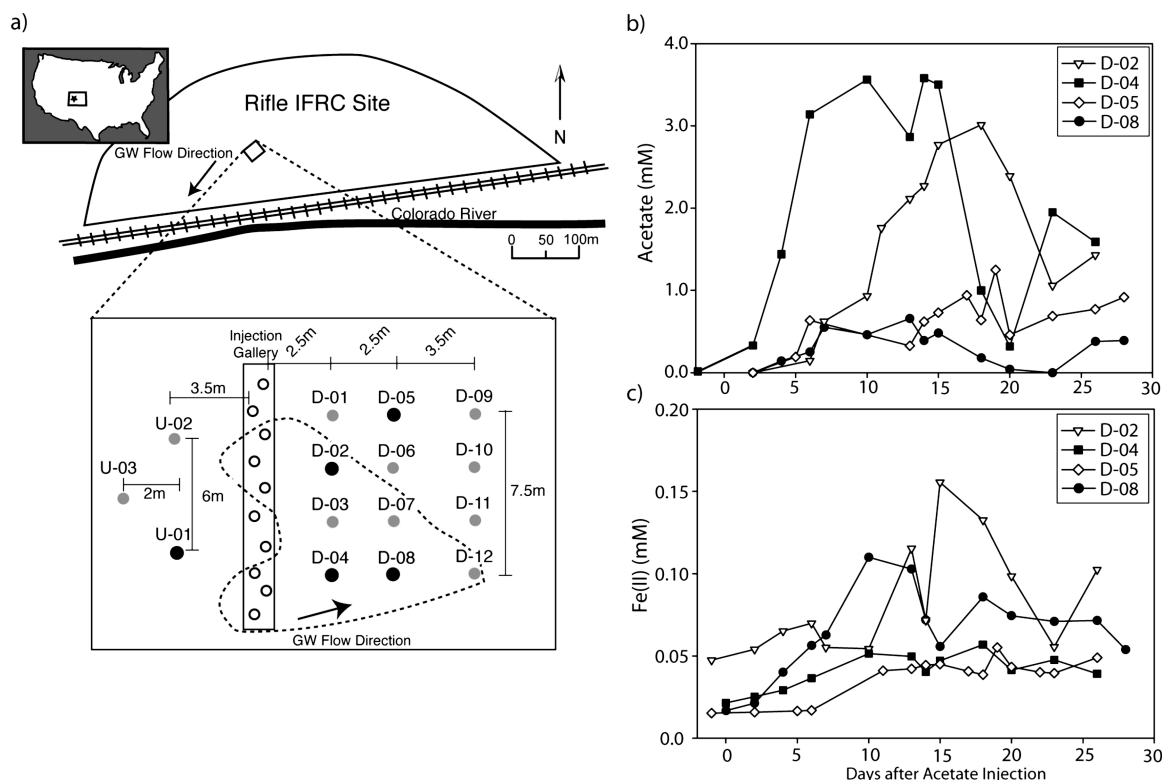 a)
Rifle IFRC Site
N
GW Flow Direction
Colorado River
0 50 100m
Injection
Gallery
2.5m 2.5m 3.5m
3.5m
D-01 D-05 D-09
U-02
D-02 D-06 D-10
U-03
2m 6m 7.5m
D-03 D-07 D-11
U-01
D-04 D-08 D-12
GW Flow Direction
b)
4.0
3.0
2.0
1.0
0.0
Acetate (mM)
D-02
D-04
D-05
D-08
0 5 10 15 20 25 30
c)
0.20
0.15
0.10
0.05
0.0
Fe(II) (mM)
D-02
D-04
D-05
D-08
0 5 10 15 20 25 30
Days after Acetate Injection